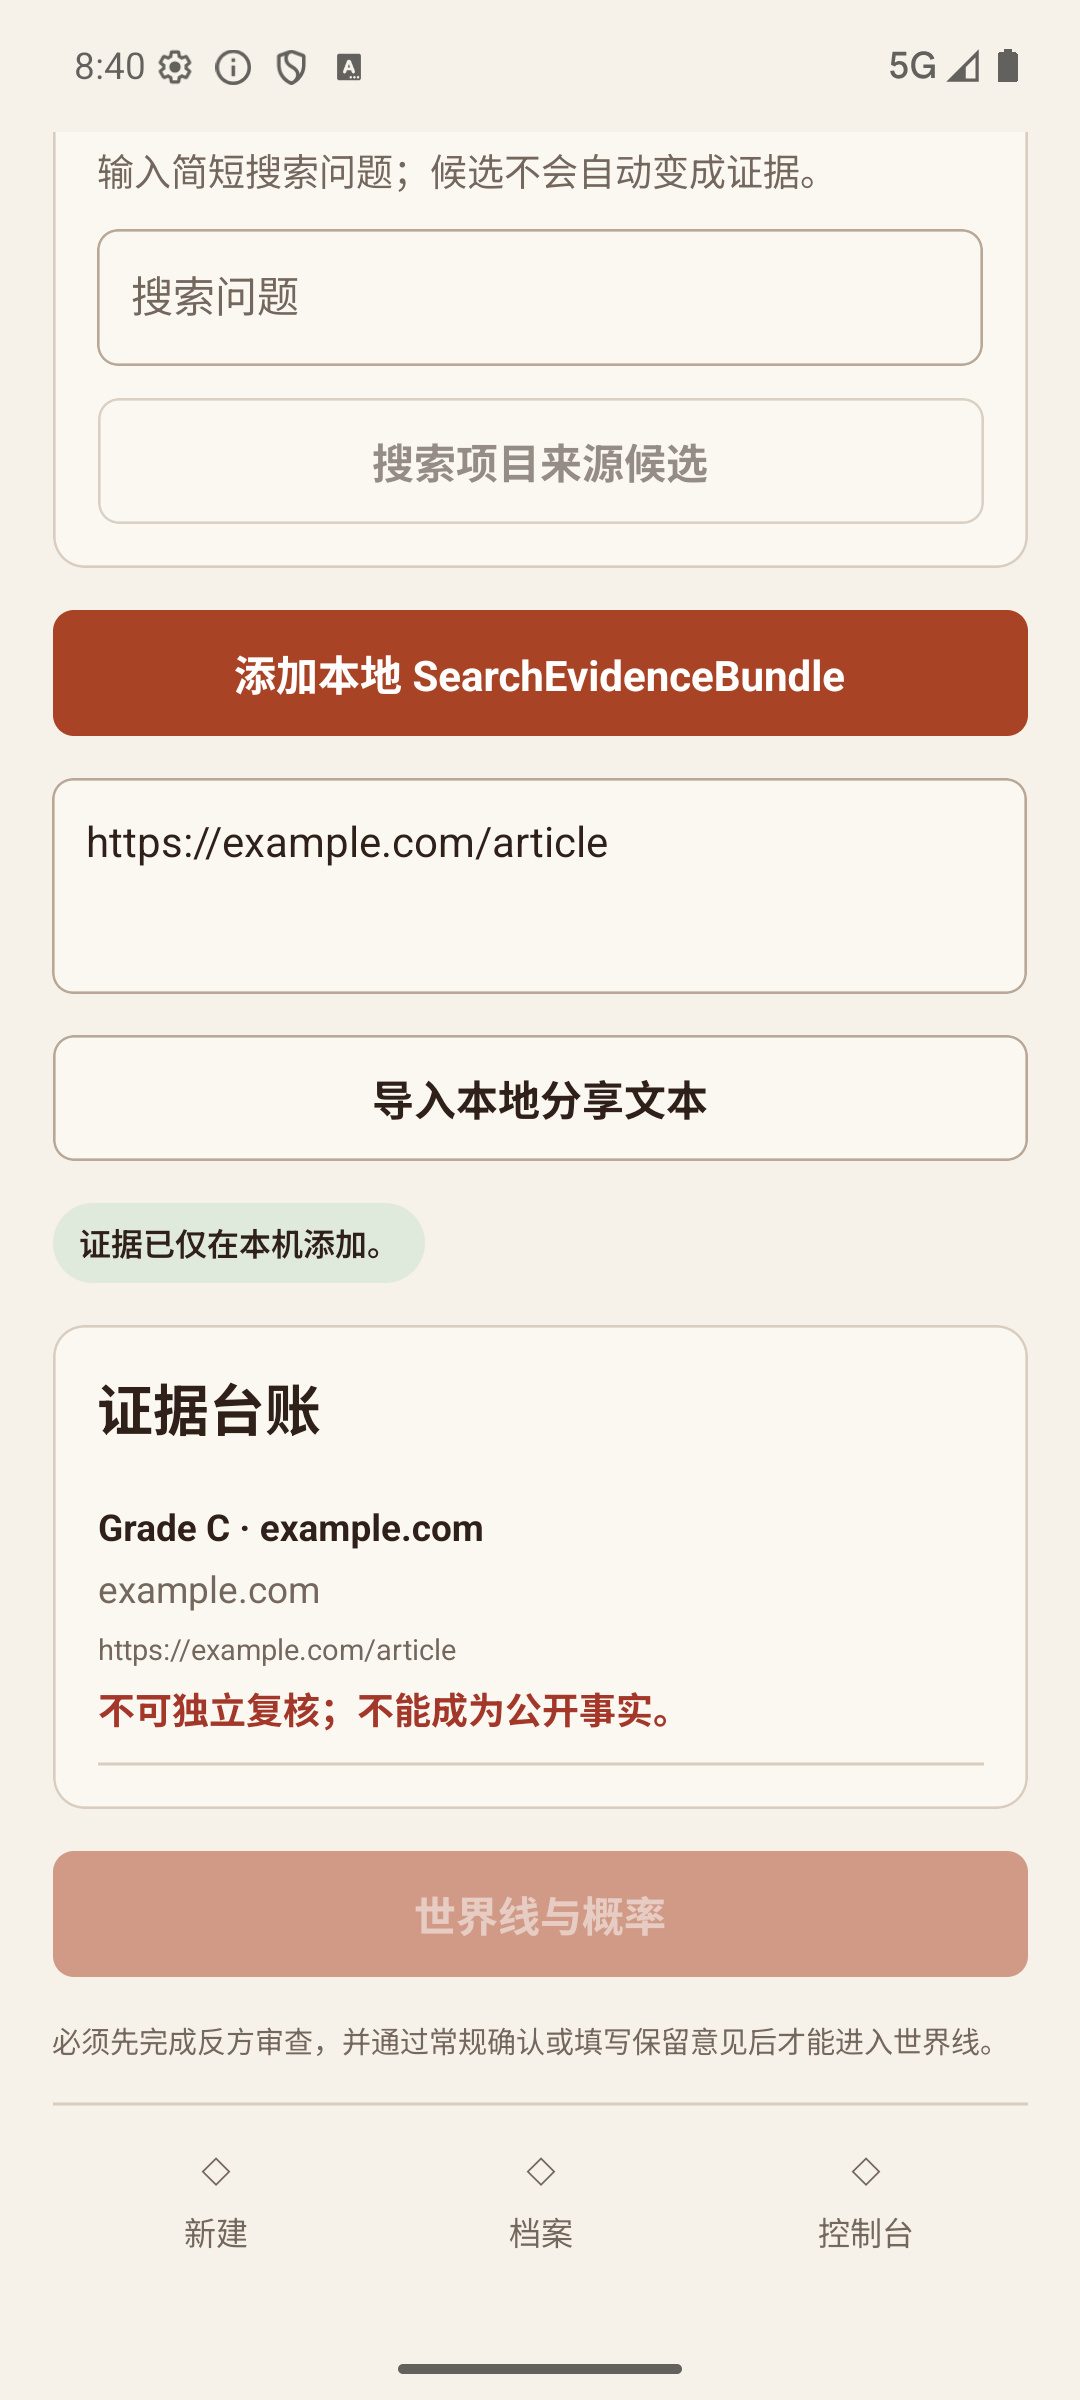 8:40
5G
输入简短搜索问题；候选不会自动变成证据。
搜索问题
搜索项目来源候选
添加本地 SearchEvidenceBundle
https://example.com/article
导入本地分享文本
证据已仅在本机添加。
证据台账
Grade C · example.com
example.com
https://example.com/article
不可独立复核；不能成为公开事实。
世界线与概率
必须先完成反方审查，并通过常规确认或填写保留意见后才能进入世界线。
新建
档案
控制台